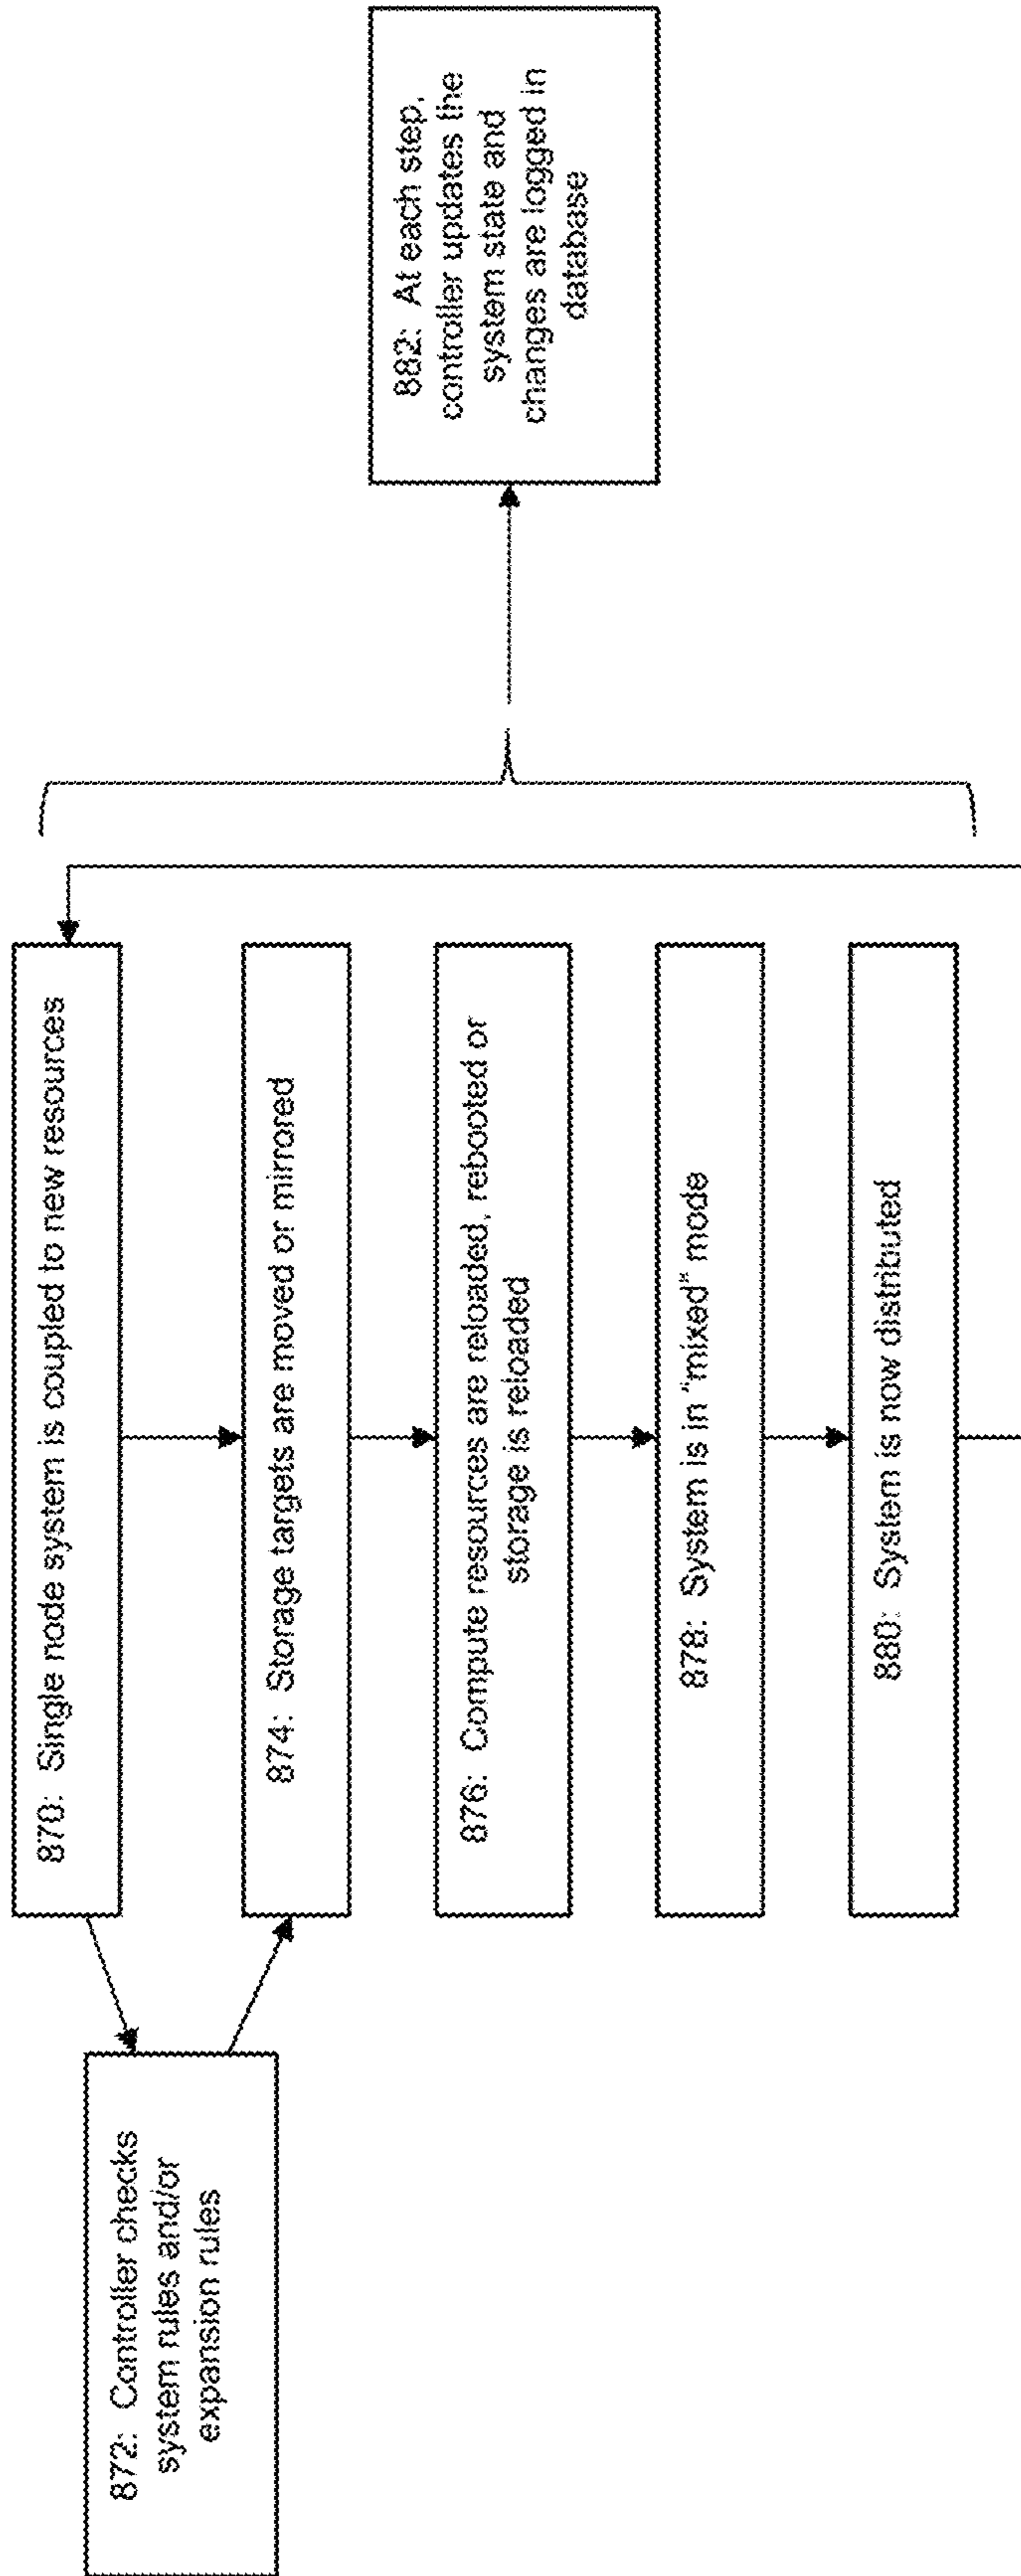 870: Single node system is coupled to new resources
872: Controller checks
system rules and/or
expansion rules
874: Storage targets are moved or mirrored
876: Compute resources are reloaded, rebooted or
storage is reloaded
878: System is in "mixed" mode
880: System is now distributed
882: At each step,
controller updates the
system state and
changes are logged in
database